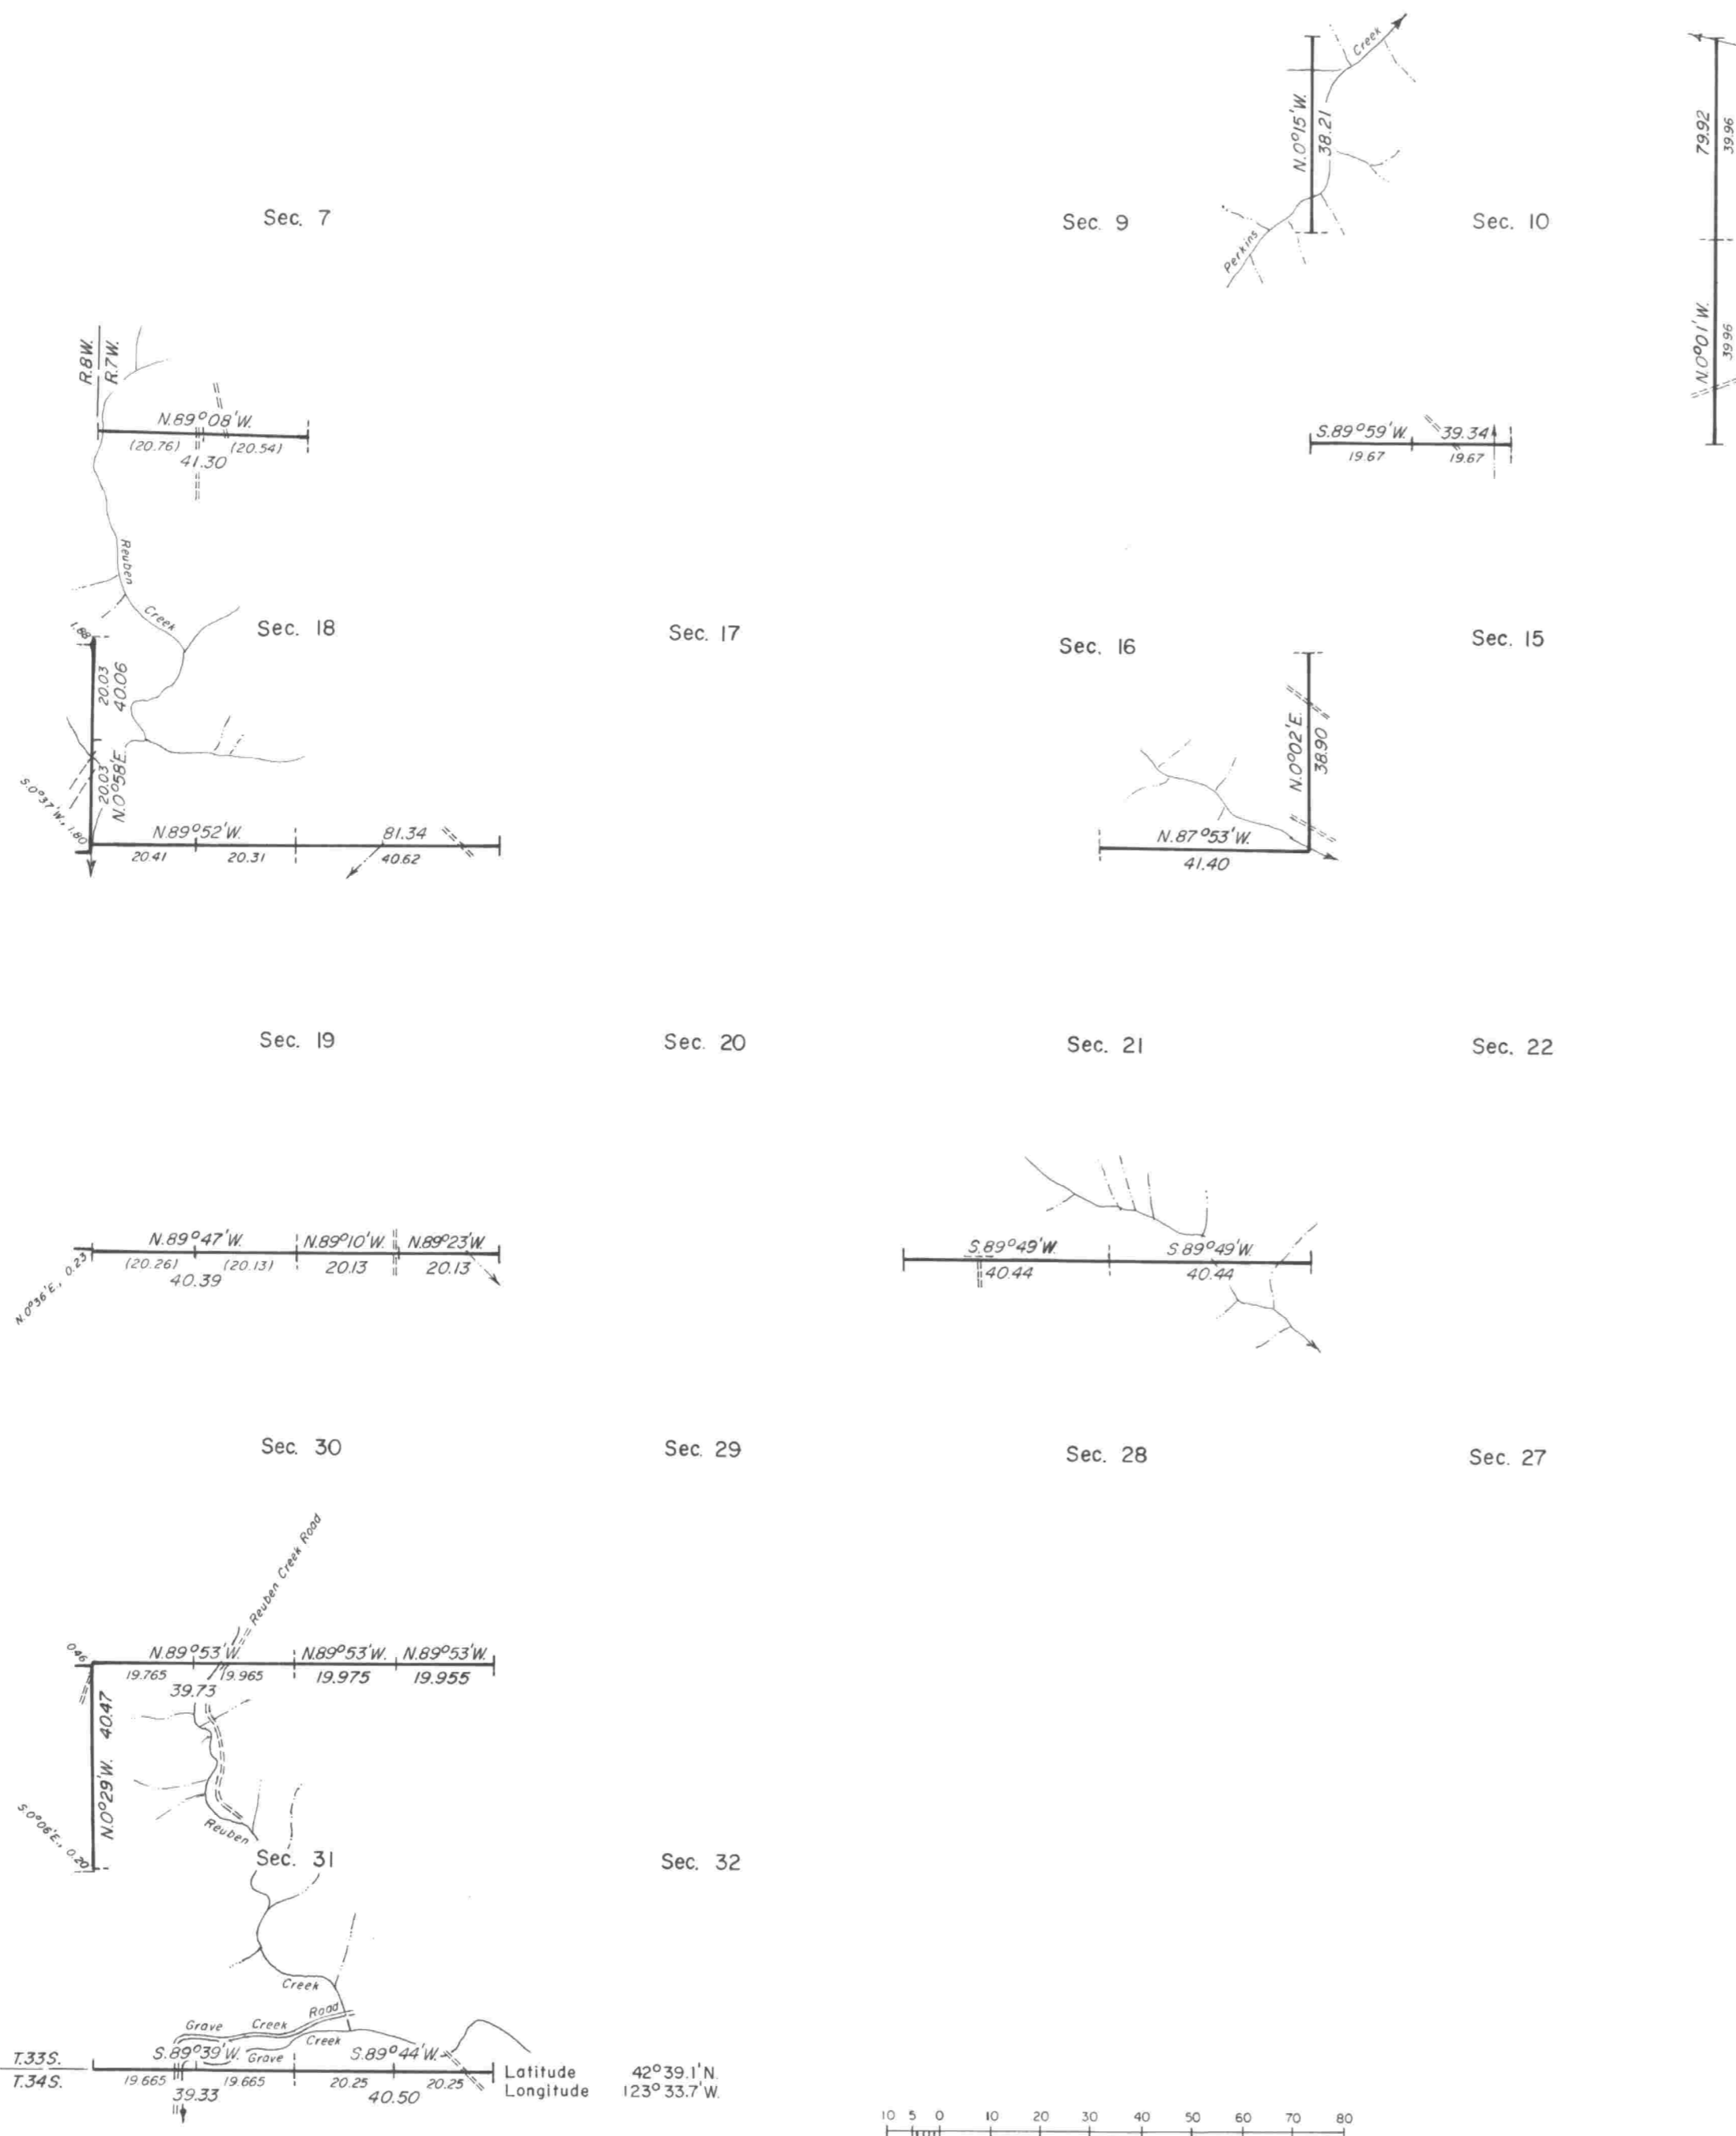 Creek
N.0°15'W.
38.21
79.92
39.96
Sec. 7
Sec. 9
Sec. 10
Perkins
N.0°01'W.
39.96
R.8W.
R.7W.
N.89°08'W.
(20.76) (20.54)
41.30
S.89°59'W. 39.34
19.67 19.67
Reuben
Creek
1.88
Sec. 18
Sec. 17
Sec. 16
Sec. 15
20.03
40.06
20.03
N.0°58'E.
S.0°37'W., 1.80
N.0°02'E.
38.90
N.89°52'W. 81.34
20.41 20.31 40.62
N.87°53'W.
41.40
Sec. 19
Sec. 20
Sec. 21
Sec. 22
N.89°47'W. N.89°10'W. N.89°23'W.
(20.26) (20.13) 20.13 20.13
40.39
N.0°36'E., 0.23
S.89°49'W. S.89°49'W.
40.44 40.44
Sec. 30
Sec. 29
Sec. 28
Sec. 27
Reuben Creek Road
0.46
N.89°53'W. N.89°53'W. N.89°53'W.
19.765 19.965 19.975 19.955
39.73
N.0°29'W. 40.47
S.0°06'E., 0.20
Reuben
Sec. 31
Sec. 32
Creek
Grave Creek Road
Grave Creek
T.33S.
T.34S.
S.89°39'W. S.89°44'W.
19.665 19.665 20.25 20.25
39.33 40.50
Latitude 42°39.1'N.
Longitude 123°33.7'W.
10 5 0 10 20 30 40 50 60 70 80